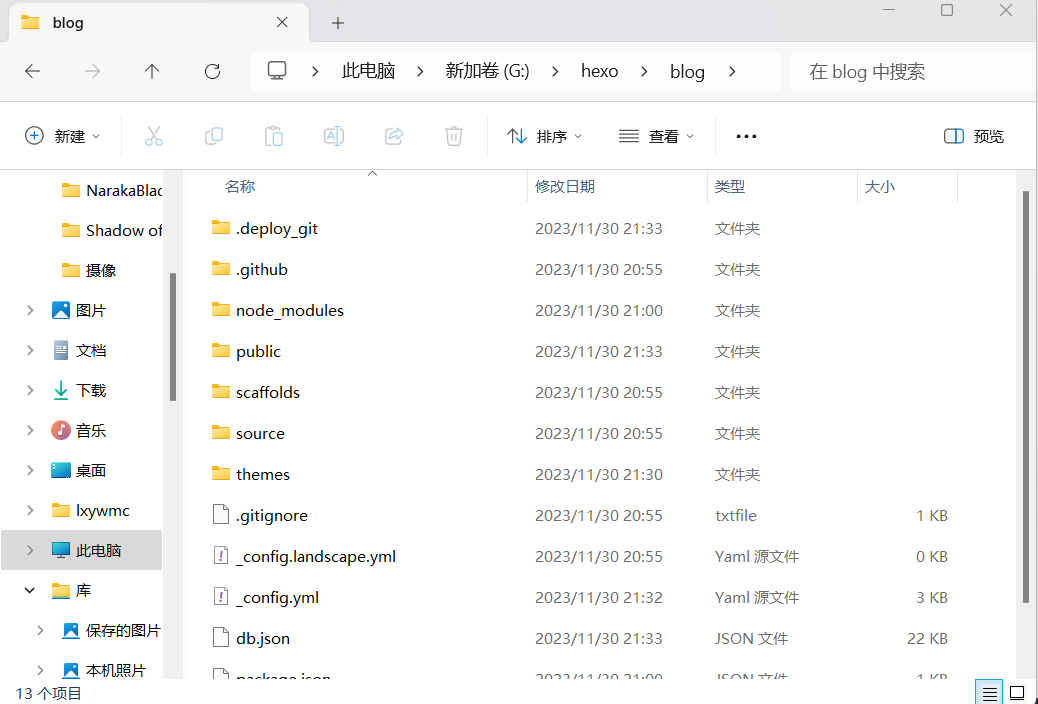 blog
此电脑 新加卷 (G:) hexo blog 在 blog 中搜索
新建 排序 查看 预览
名称 修改日期 类型 大小
NarakaBlad
Shadow of
摄像
图片
文档
下载
音乐
桌面
lxywmc
此电脑
库
保存的图片
本机照片
.deploy_git 2023/11/30 21:33 文件夹
.github 2023/11/30 20:55 文件夹
node_modules 2023/11/30 21:00 文件夹
public 2023/11/30 21:33 文件夹
scaffolds 2023/11/30 20:55 文件夹
source 2023/11/30 20:55 文件夹
themes 2023/11/30 21:30 文件夹
.gitignore 2023/11/30 20:55 txtfile 1 KB
_config.landscape.yml 2023/11/30 20:55 Yaml 源文件 0 KB
_config.yml 2023/11/30 21:32 Yaml 源文件 3 KB
db.json 2023/11/30 21:33 JSON 文件 22 KB
package.json 2023/11/30 21:00 JSON 文件 1 KB
13 个项目